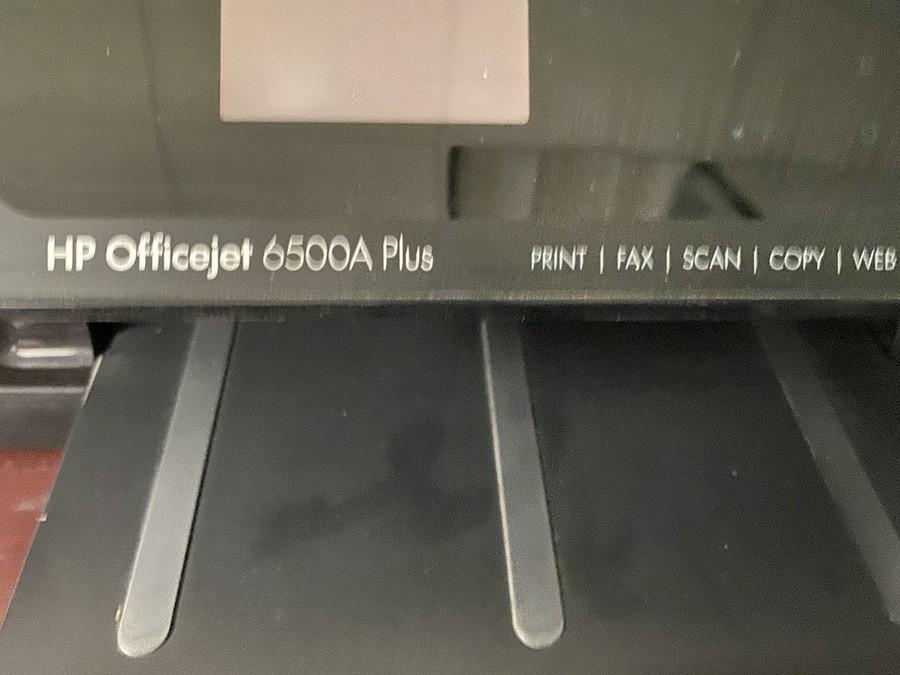 HP Officejet 6500A Plus PRINT | FAX | SCAN | COPY | WEB